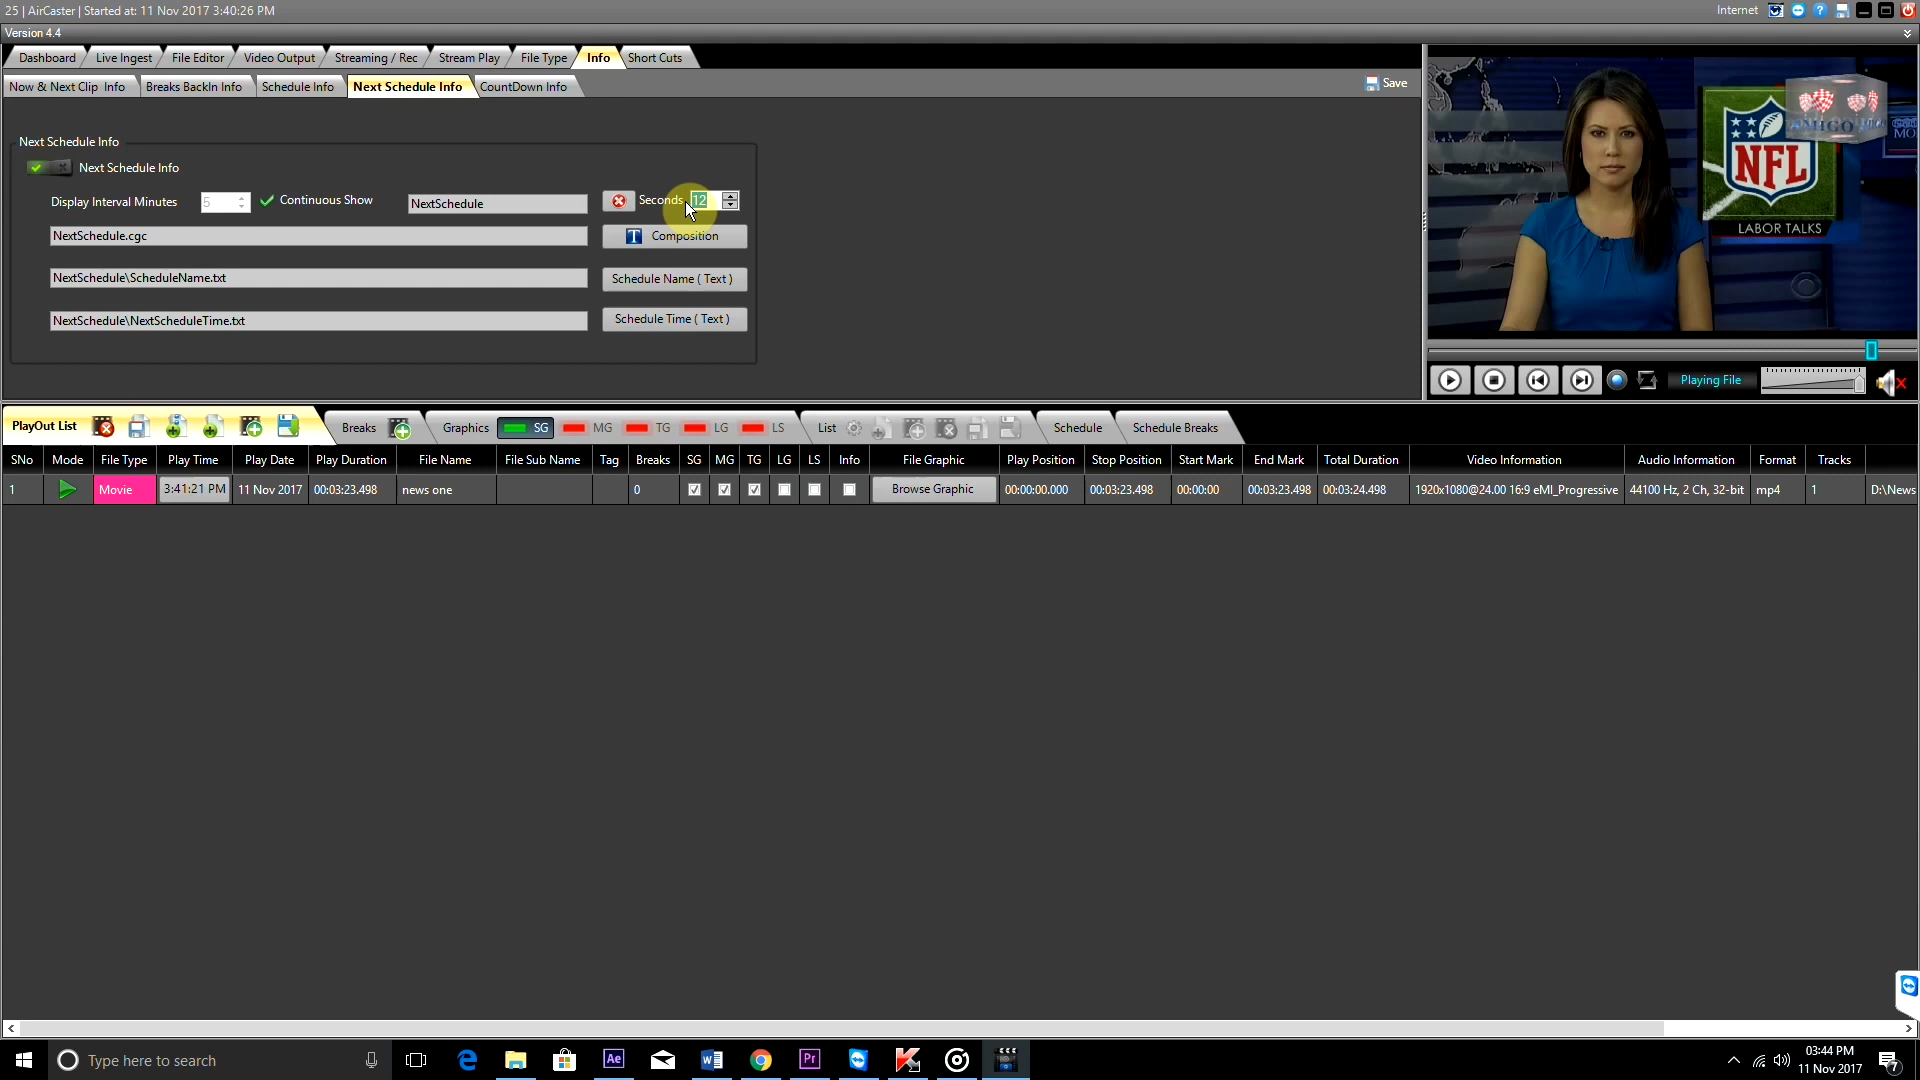 25 | AirCaster | Started at: 11 Nov 2017 3:40:26 PM
Internet
Version 4.4
Dashboard Live Ingest File Editor Video Output Streaming / Rec Stream Play File Type Info Short Cuts
Now & Next Clip Info Breaks BackIn Info Schedule Info Next Schedule Info CountDown Info Save
Next Schedule Info
Next Schedule Info
Display Interval Minutes 5 Continuous Show NextSchedule Seconds 12
NextSchedule.cgc Composition
NextSchedule\ScheduleName.txt Schedule Name ( Text )
NextSchedule\NextScheduleTime.txt Schedule Time ( Text )
NFL
LABOR TALKS
Playing File
PlayOut List Breaks Graphics SG MG TG LG LS List Schedule Schedule Breaks
SNo Mode File Type Play Time Play Date Play Duration File Name File Sub Name Tag Breaks SG MG TG LG LS Info File Graphic Play Position Stop Position Start Mark End Mark Total Duration Video Information Audio Information Format Tracks
1 Movie 3:41:21 PM 11 Nov 2017 00:03:23.498 news one 0 Browse Graphic 00:00:00.000 00:03:23.498 00:00:00 00:03:23.498 00:03:24.498 1920x1080@24.00 16:9 eMI_Progressive 44100 Hz, 2 Ch, 32-bit mp4 1 D:\News
Type here to search
Ae
Pr
03:44 PM
11 Nov 2017
7